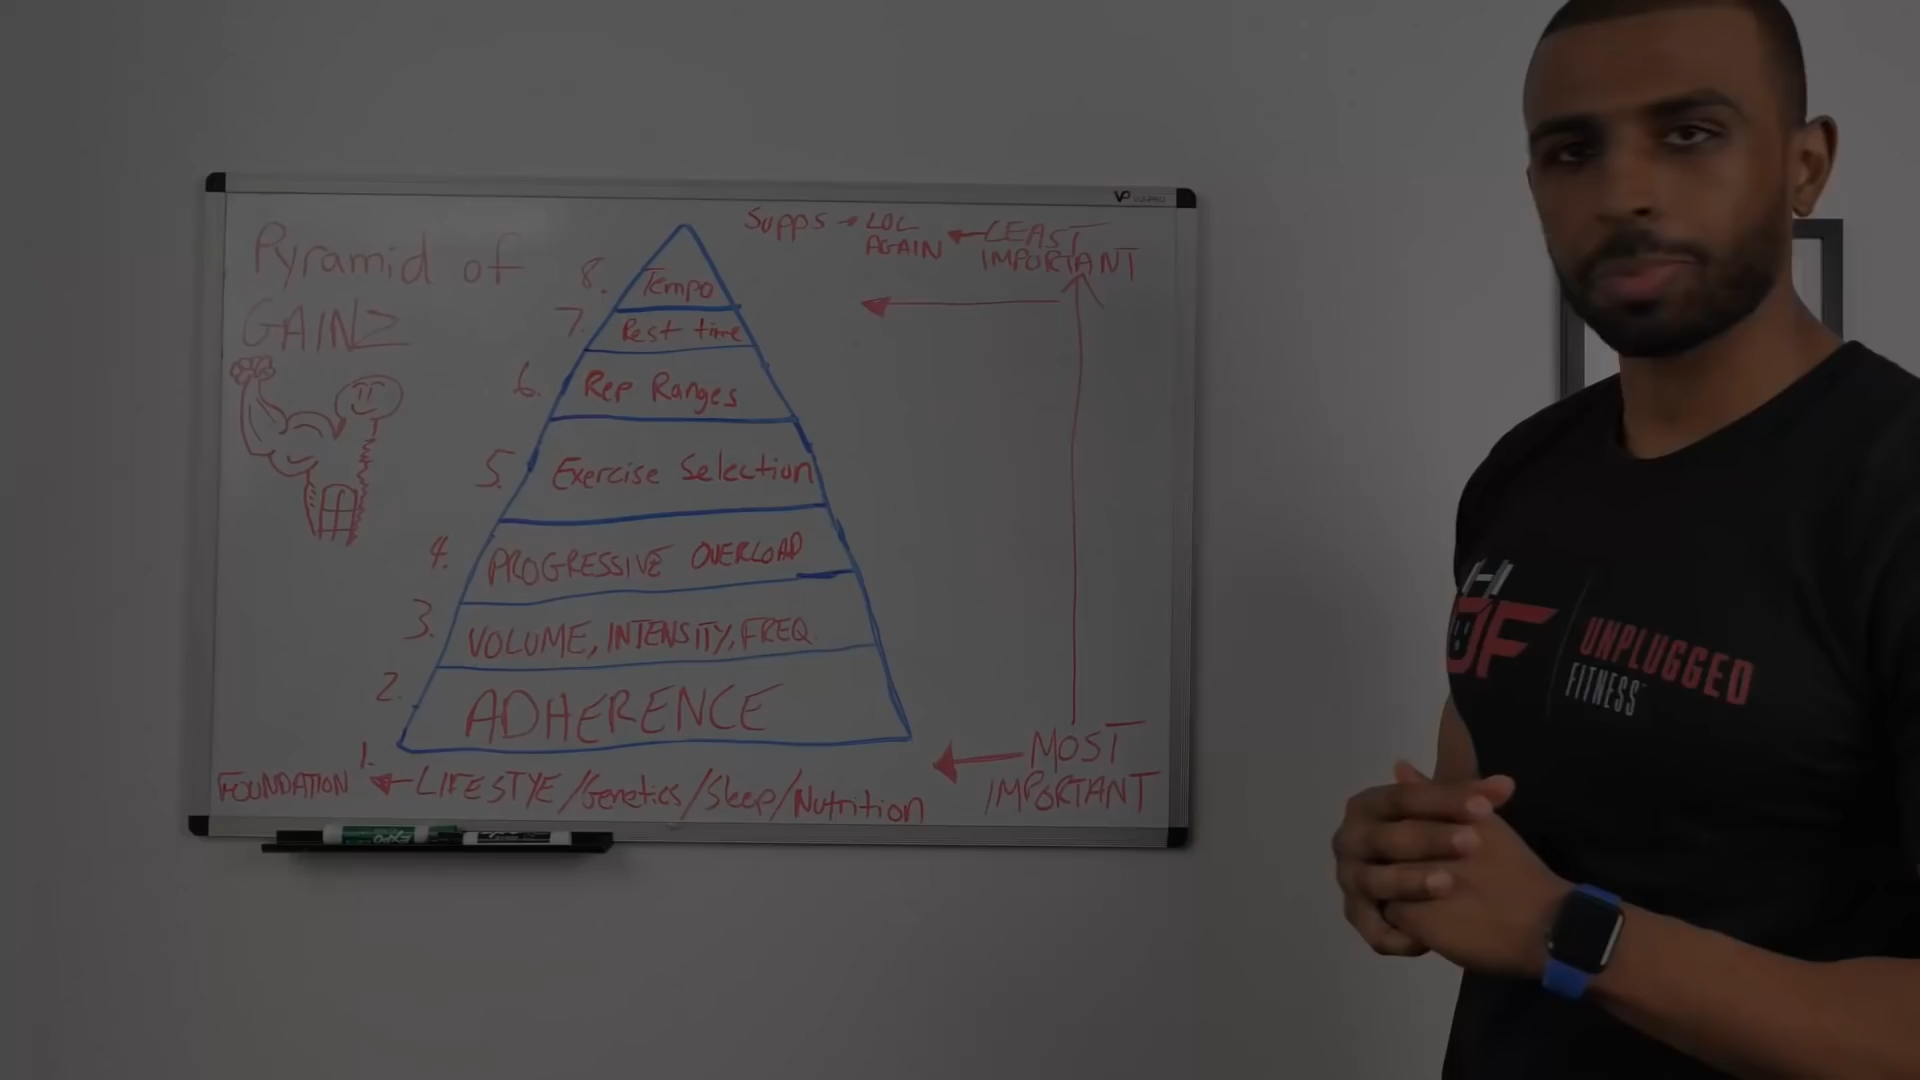 Pyramid of
GAINZ
Supps → LOL
AGAIN
LEAST
IMPORTANT
8. Tempo
7. Rest time
6. Rep Ranges
5. Exercise Selection
4. PROGRESSIVE OVERLOAD
3. VOLUME, INTENSITY, FREQ.
2. ADHERENCE
1.
FOUNDATION ← LIFESTYE/Genetics/Sleep/Nutrition
MOST
IMPORTANT
EXPO
UF
UNPLUGGED
FITNESS